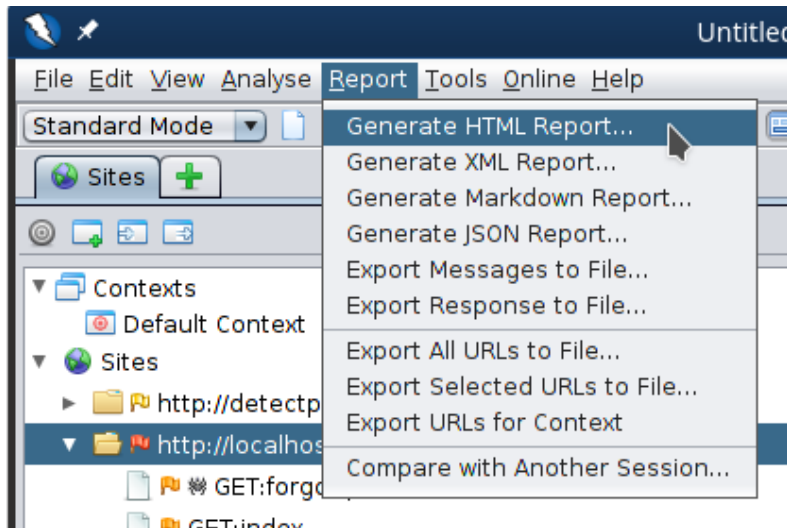 Untitled
File Edit View Analyse Report Tools Online Help
Standard Mode
Generate HTML Report...
Generate XML Report...
Sites
Generate Markdown Report...
Generate JSON Report...
Export Messages to File...
Contexts
Export Response to File...
Default Context
Export All URLs to File...
Sites
Export Selected URLs to File...
http://detectp
Export URLs for Context
http://localhos
Compare with Another Session...
GET:forgo
GET:index